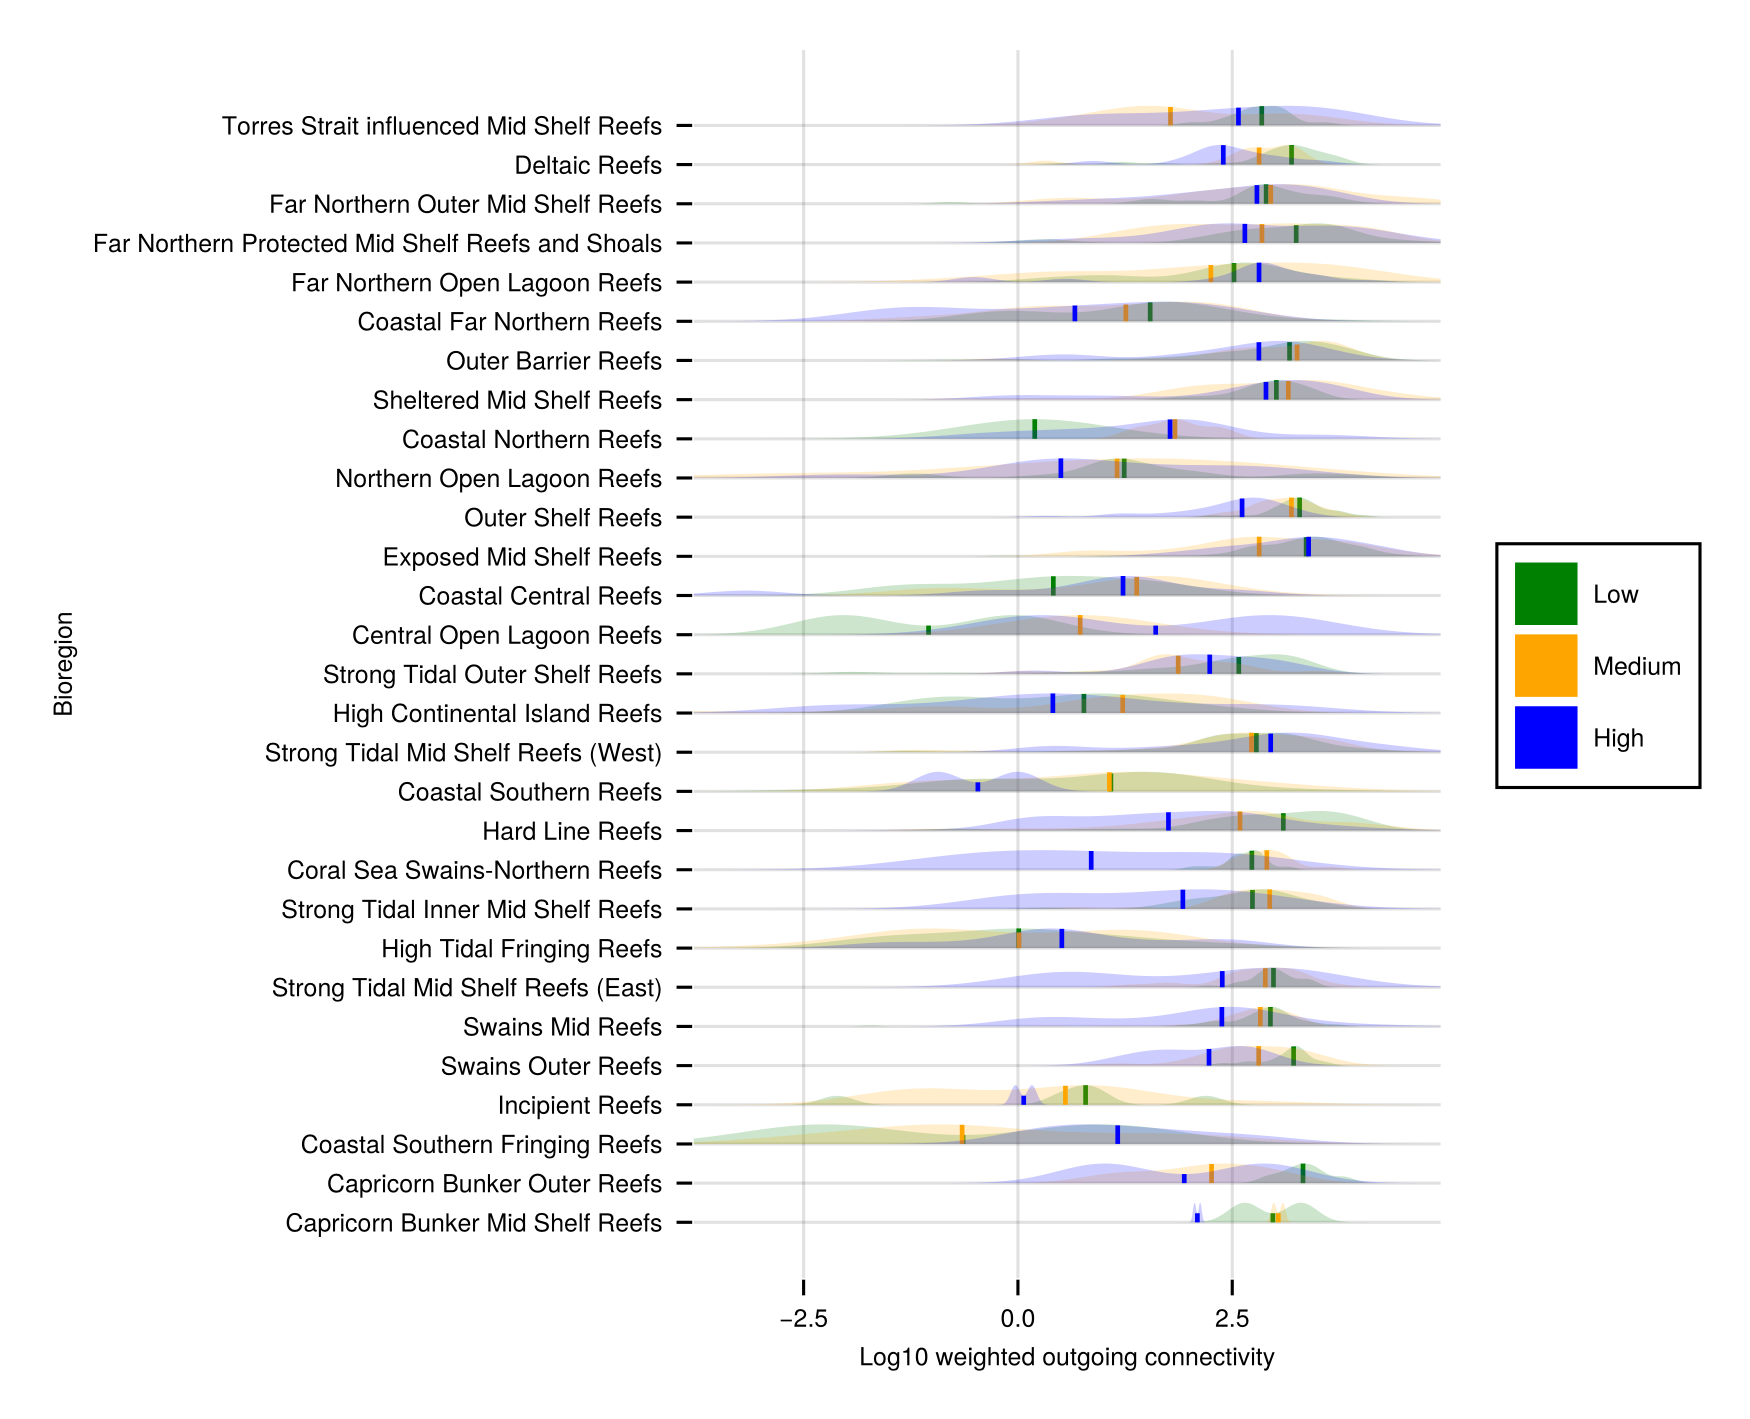 Torres Strait influenced Mid Shelf Reefs
Deltaic Reefs
Far Northern Outer Mid Shelf Reefs
Far Northern Protected Mid Shelf Reefs and Shoals
Far Northern Open Lagoon Reefs
Coastal Far Northern Reefs
Outer Barrier Reefs
Sheltered Mid Shelf Reefs
Coastal Northern Reefs
Northern Open Lagoon Reefs
Outer Shelf Reefs
Exposed Mid Shelf Reefs
Coastal Central Reefs
Central Open Lagoon Reefs
Strong Tidal Outer Shelf Reefs
High Continental Island Reefs
Strong Tidal Mid Shelf Reefs (West)
Coastal Southern Reefs
Hard Line Reefs
Coral Sea Swains-Northern Reefs
Strong Tidal Inner Mid Shelf Reefs
High Tidal Fringing Reefs
Strong Tidal Mid Shelf Reefs (East)
Swains Mid Reefs
Swains Outer Reefs
Incipient Reefs
Coastal Southern Fringing Reefs
Capricorn Bunker Outer Reefs
Capricorn Bunker Mid Shelf Reefs
Bioregion
−2.5 0.0 2.5
Log10 weighted outgoing connectivity
Low
Medium
High